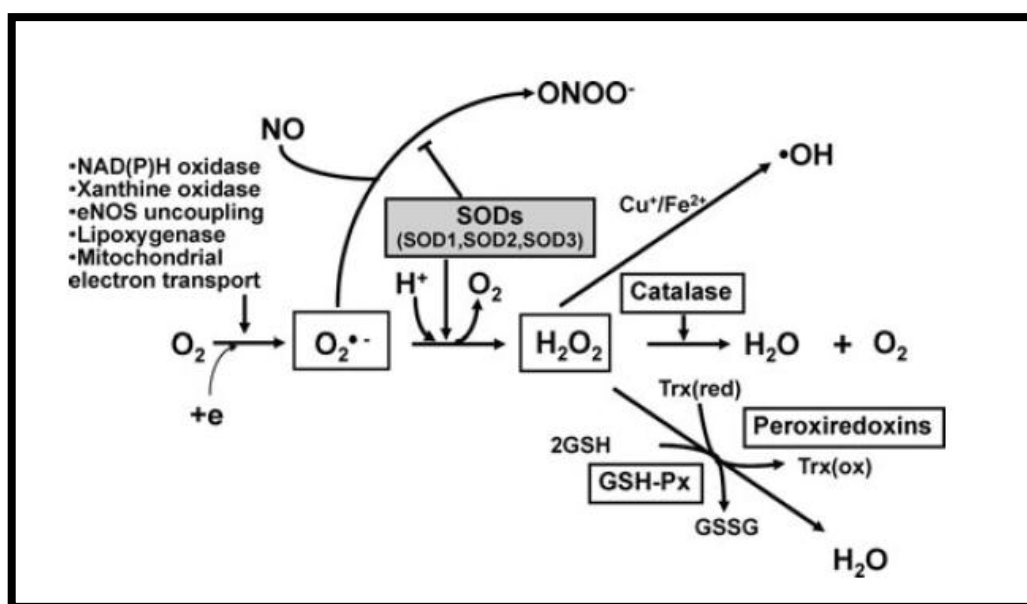 ONOO⁻
NO
•NAD(P)H oxidase
•Xanthine oxidase
•eNOS uncoupling
•Lipoxygenase
•Mitochondrial
electron transport
•OH
Cu⁺/Fe²⁺
SODs
(SOD1,SOD2,SOD3)
H⁺
O₂
Catalase
O₂
O₂•-
H₂O₂
H₂O + O₂
+e
Trx(red)
Peroxiredoxins
2GSH
Trx(ox)
GSH-Px
GSSG
H₂O